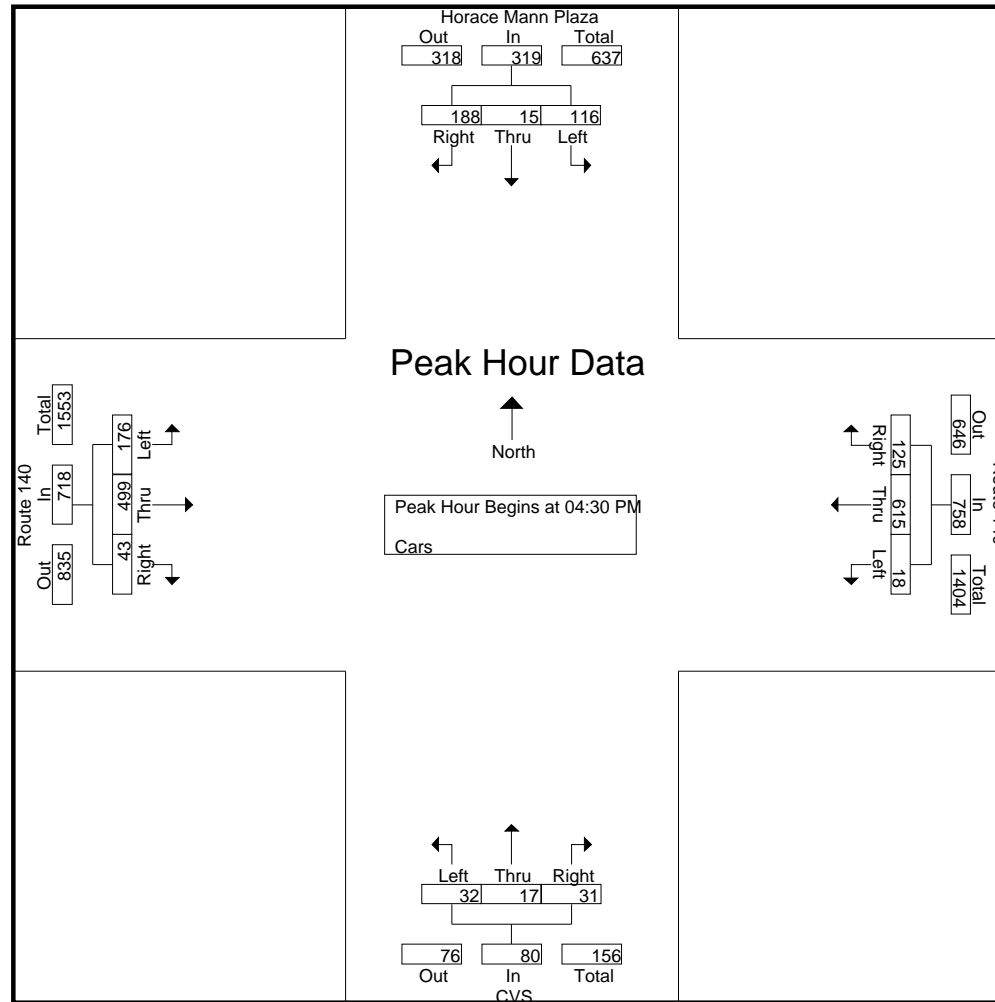 Horace Mann Plaza
Out In Total
318 319 637
188 15 116
Right Thru Left
Peak Hour Data
North
Peak Hour Begins at 04:30 PM
Cars
Route 140
Total In Out
1553 718 835
176 499 43
Left Thru Right
Right Thru Left
125 615 18
646 758 1404
Out In Total
Left Thru Right
32 17 31
76 80 156
Out In Total
CVS